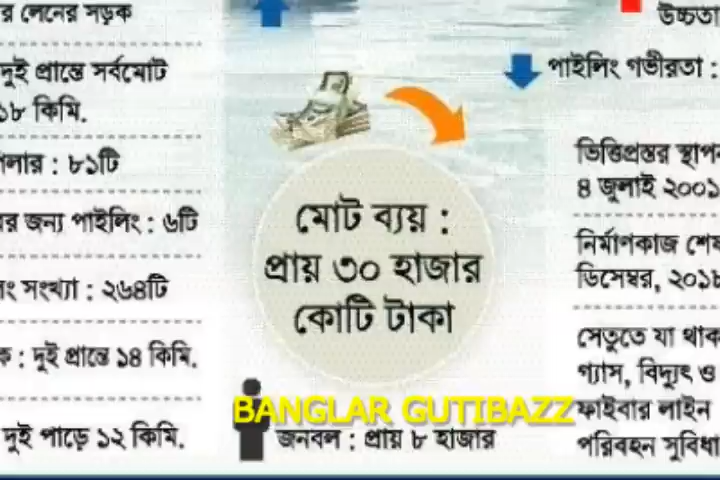 র লেনের সড়ক
দুই প্রান্তে সর্বমোট
১৮ কিমি.
৮১টি
র জন্য পাইলিং : ৬টি
সংখ্যা : ২৬৪টি
ক : দুই প্রান্তে ১৪ কিমি.
দুই পাড়ে ১২ কিমি.
মোট ব্যয় :
প্রায় ৩০ হাজার
কোটি টাকা
BANGLAR GUTIBAZZ
জনবল : প্রায় ৮ হাজার
উচ্চতা
পাইলিং গভীরতা :
ভিত্তিপ্রস্তর স্থাপন
৪ জুলাই ২০০১
নির্মাণকাজ শেষ
ডিসেম্বর, ২০১৮
সেতুতে যা থাক
গ্যাস, বিদ্যুৎ ও
ফাইবার লাইন
পরিবহন সুবিধা